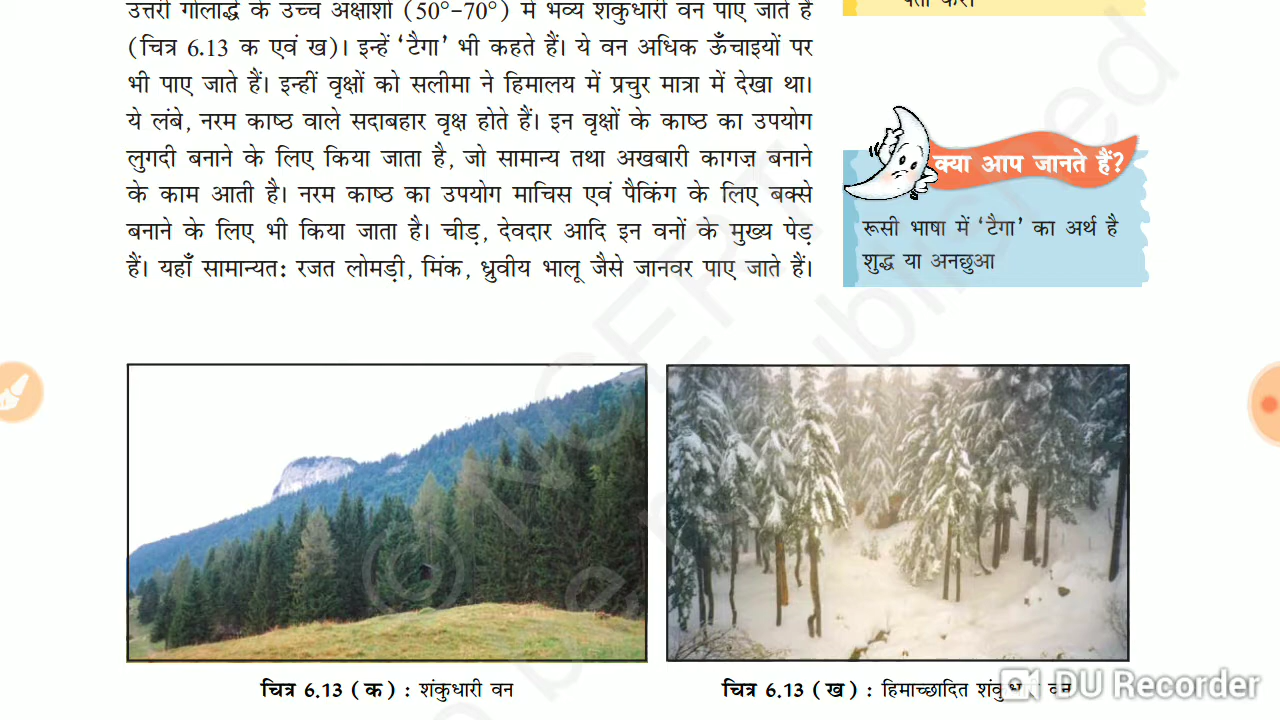 उत्तरी गोलार्द्ध के उच्च अक्षांशों (50°–70°) में भव्य शंकुधारी वन पाए जाते हैं
(चित्र 6.13 क एवं ख)। इन्हें ‘टैगा’ भी कहते हैं। ये वन अधिक ऊँचाइयों पर
भी पाए जाते हैं। इन्हीं वृक्षों को सलीमा ने हिमालय में प्रचुर मात्रा में देखा था।
ये लंबे, नरम काष्ठ वाले सदाबहार वृक्ष होते हैं। इन वृक्षों के काष्ठ का उपयोग
लुगदी बनाने के लिए किया जाता है, जो सामान्य तथा अखबारी कागज़ बनाने
के काम आती है। नरम काष्ठ का उपयोग माचिस एवं पैकिंग के लिए बक्से
बनाने के लिए भी किया जाता है। चीड़, देवदार आदि इन वनों के मुख्य पेड़
हैं। यहाँ सामान्यत: रजत लोमड़ी, मिंक, ध्रुवीय भालू जैसे जानवर पाए जाते हैं।
क्या आप जानते हैं?
रूसी भाषा में ‘टैगा’ का अर्थ है
शुद्ध या अनछुआ
चित्र 6.13 (क) : शंकुधारी वन
चित्र 6.13 (ख) : हिमाच्छादित शंकुधारी वन
DU Recorder